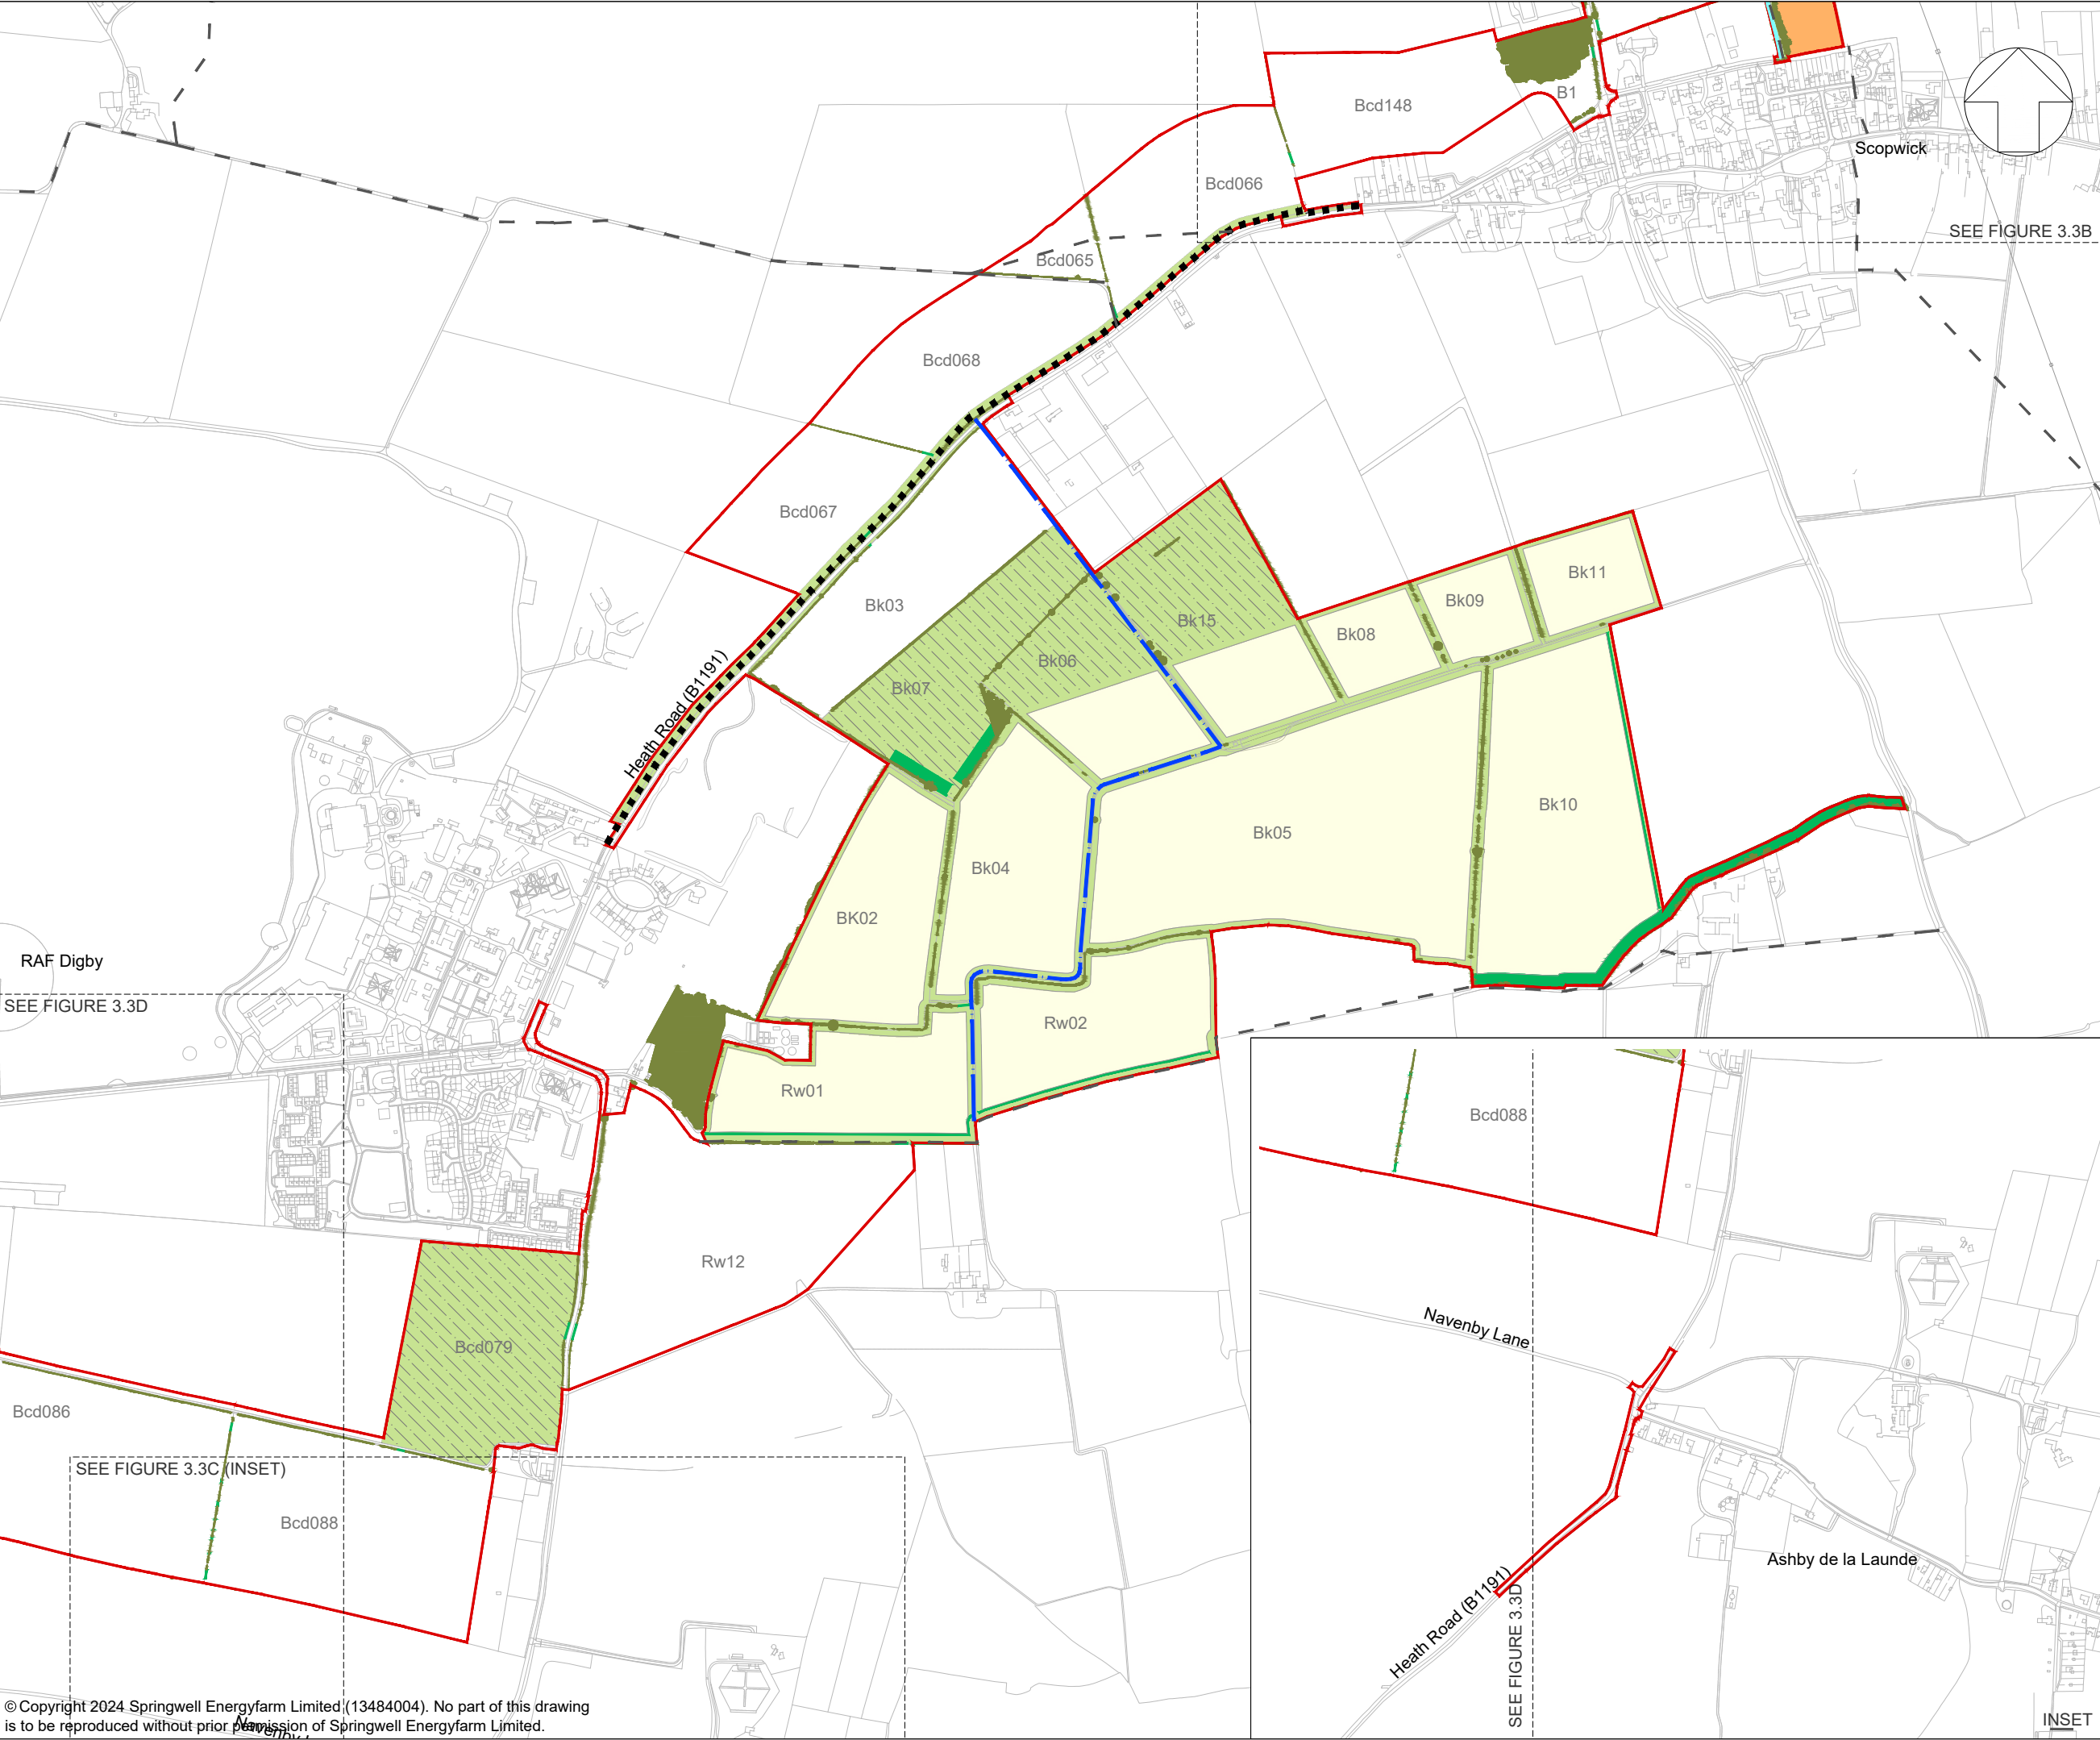 B1
Bcd148
Scopwick
Bcd066
SEE FIGURE 3.3B
Bcd065
Bcd068
Bcd067
Bk11
Bk09
Bk03
Bk15
Bk08
Bk06
Bk07
Heath Road (B1191)
Bk10
Bk05
Bk04
BK02
RAF Digby
SEE FIGURE 3.3D
Rw02
Rw01
Rw12
Bcd079
Bcd086
SEE FIGURE 3.3C (INSET)
Bcd088
© Copyright 2024 Springwell Energyfarm Limited (13484004). No part of this drawing
is to be reproduced without prior permission of Springwell Energyfarm Limited.
Bcd088
Navenby Lane
Ashby de la Launde
Heath Road (B1191)
SEE FIGURE 3.3D
INSET